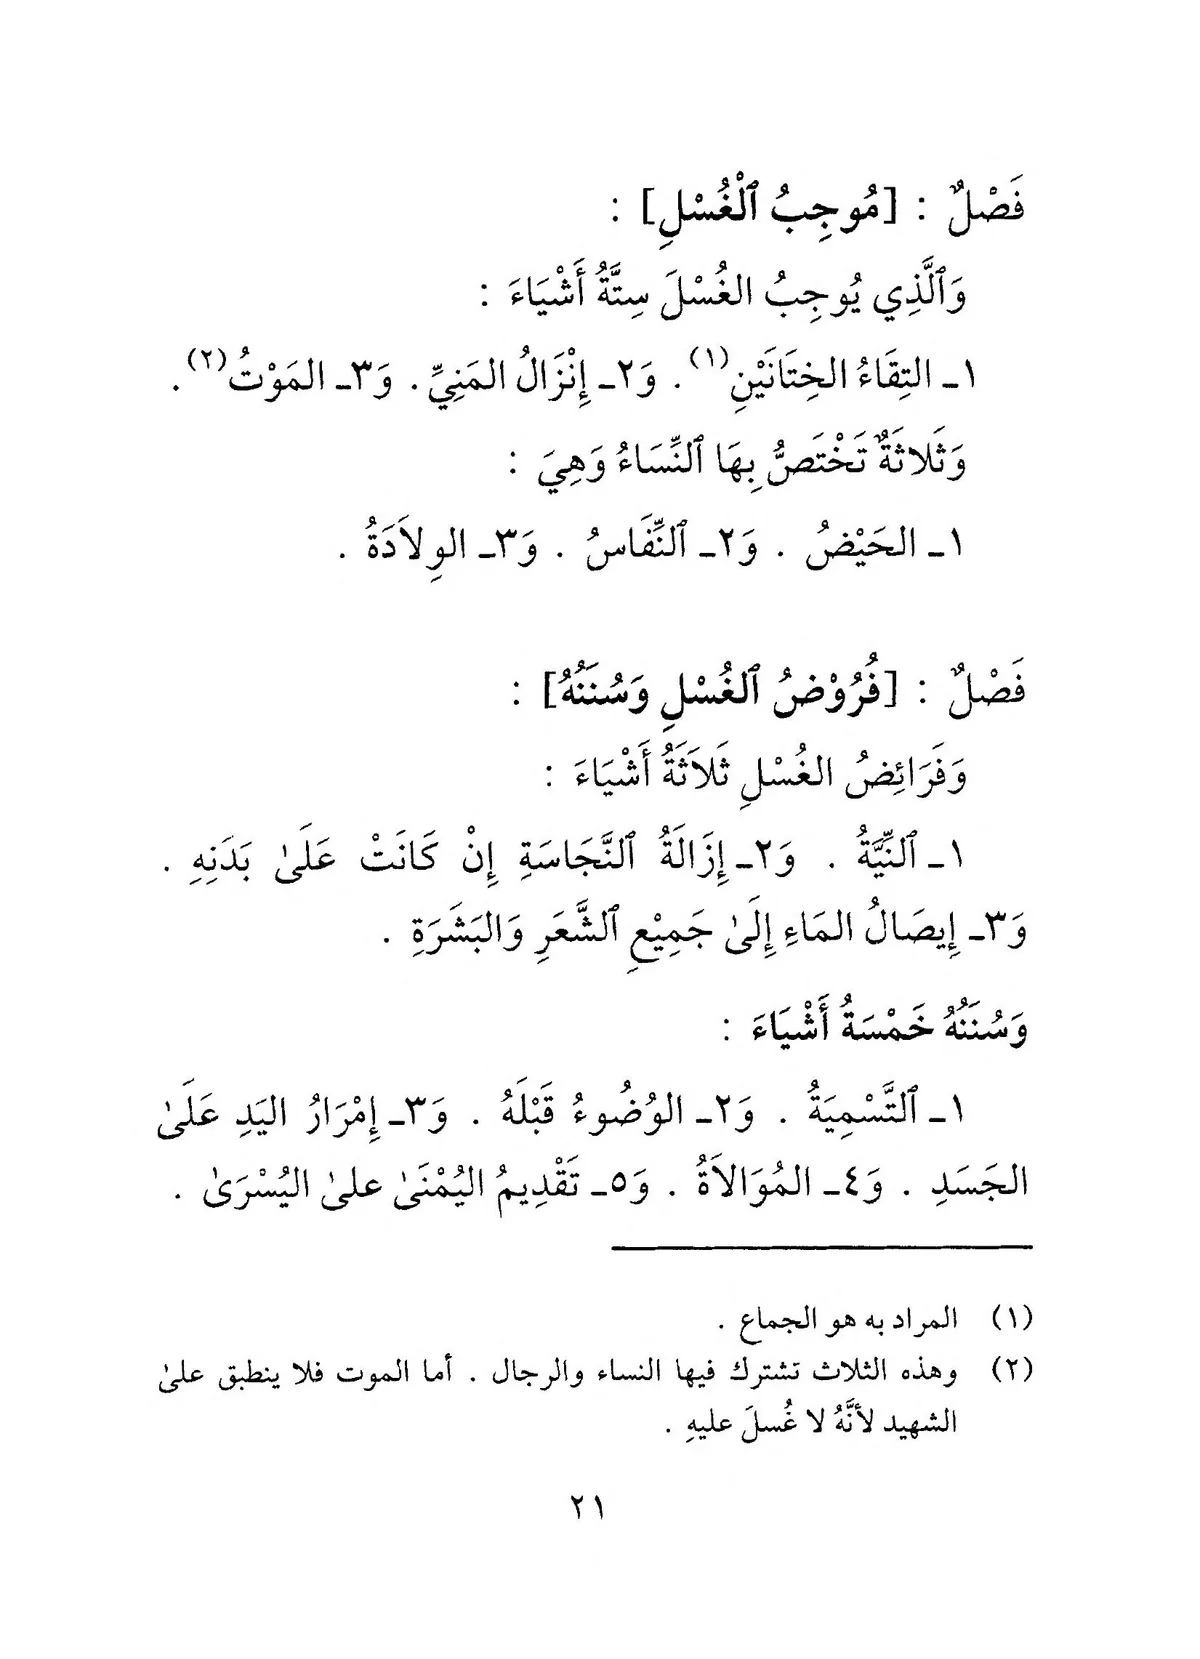 فَصْلٌ : [مُوجِبُ ٱلْغُسْلِ] :
وَٱلَّذِي يُوجِبُ الغُسْلَ سِتَّةُ أَشْيَاءَ :
١ـ التِقَاءُ الخِتَانَيْنِ(١). وَ٢ـ إِنْزَالُ المَنِيِّ. وَ٣ـ المَوْتُ(٢).
وَثَلاثَةٌ تَخْتَصُّ بِهَا ٱلنِّسَاءُ وَهِيَ :
١ـ الحَيْضُ . وَ٢ـ ٱلنِّفَاسُ . وَ٣ـ الوِلاَدَةُ .
فَصْلٌ : [فُرُوْضُ ٱلغُسْلِ وَسُنَنُهُ] :
وَفَرَائِضُ الغُسْلِ ثَلاَثَةُ أَشْيَاءَ :
١ـ ٱلنِّيَّةُ . وَ٢ـ إِزَالَةُ ٱلنَّجَاسَةِ إِنْ كَانَتْ عَلَىٰ بَدَنِهِ .
وَ٣ـ إِيصَالُ المَاءِ إِلَىٰ جَمِيْعِ ٱلشَّعَرِ وَالبَشَرَةِ .
وَسُنَنُهُ خَمْسَةُ أَشْيَاءَ :
١ـ ٱلتَّسْمِيَةُ . وَ٢ـ الوُضُوءُ قَبْلَهُ . وَ٣ـ إِمْرَارُ اليَدِ عَلَىٰ
الجَسَدِ . وَ٤ـ المُوَالاَةُ . وَ٥ـ تَقْدِيمُ اليُمْنَىٰ علىٰ اليُسْرَىٰ .
(١) المراد به هو الجماع .
(٢) وهذه الثلاث تشترك فيها النساء والرجال . أما الموت فلا ينطبق علىٰ
الشهيد لأنَّهُ لا غُسلَ عليهِ .
٢١